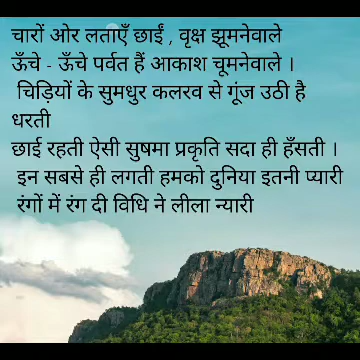 चारों ओर लताएँ छाईं , वृक्ष झूमनेवाले
ऊँचे - ऊँचे पर्वत हैं आकाश चूमनेवाले ।
चिड़ियों के सुमधुर कलरव से गूंज उठी है
धरती
छाई रहती ऐसी सुषमा प्रकृति सदा ही हँसती ।
इन सबसे ही लगती हमको दुनिया इतनी प्यारी
रंगों में रंग दी विधि ने लीला न्यारी